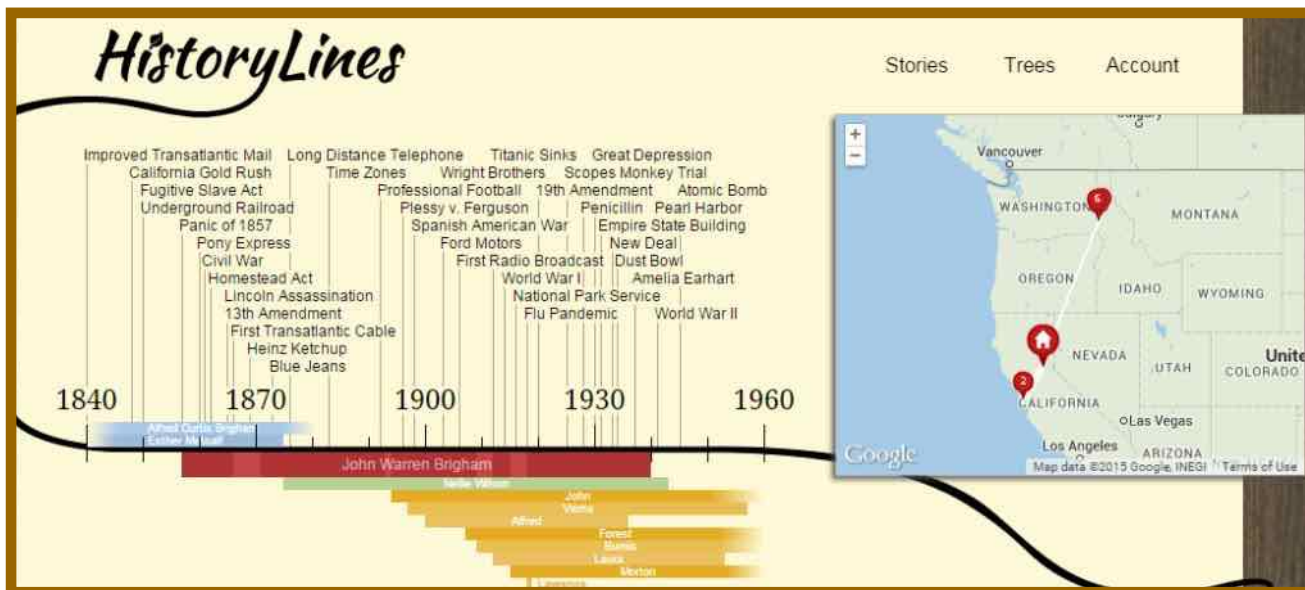 HistoryLines
Stories Trees Account
Improved Transatlantic Mail Long Distance Telephone Titanic Sinks Great Depression
California Gold Rush Time Zones Wright Brothers Scopes Monkey Trial
Fugitive Slave Act Professional Football 19th Amendment Atomic Bomb
Underground Railroad Plessy v. Ferguson Penicillin Pearl Harbor
Panic of 1857 Spanish American War Empire State Building
Pony Express Ford Motors New Deal
Civil War First Radio Broadcast Dust Bowl
Homestead Act World War I Amelia Earhart
Lincoln Assassination National Park Service
13th Amendment Flu Pandemic World War II
First Transatlantic Cable
Heinz Ketchup
Blue Jeans
1840 1870 1900 1930 1960
Alfred Curtis Brigham
Esther Metcalf
John Warren Brigham
Nellie Wilson
John
Verna
Alfred
Forest
Burnis
Laura
Morton
Lawrence
+
−
Calgary
Vancouver
WASHINGTON
6
MONTANA
OREGON
IDAHO
WYOMING
NEVADA
Unite
UTAH
COLORADO
2
CALIFORNIA
Las Vegas
Los Angeles
ARIZONA
Google
Map data ©2015 Google, INEGI Terms of Use